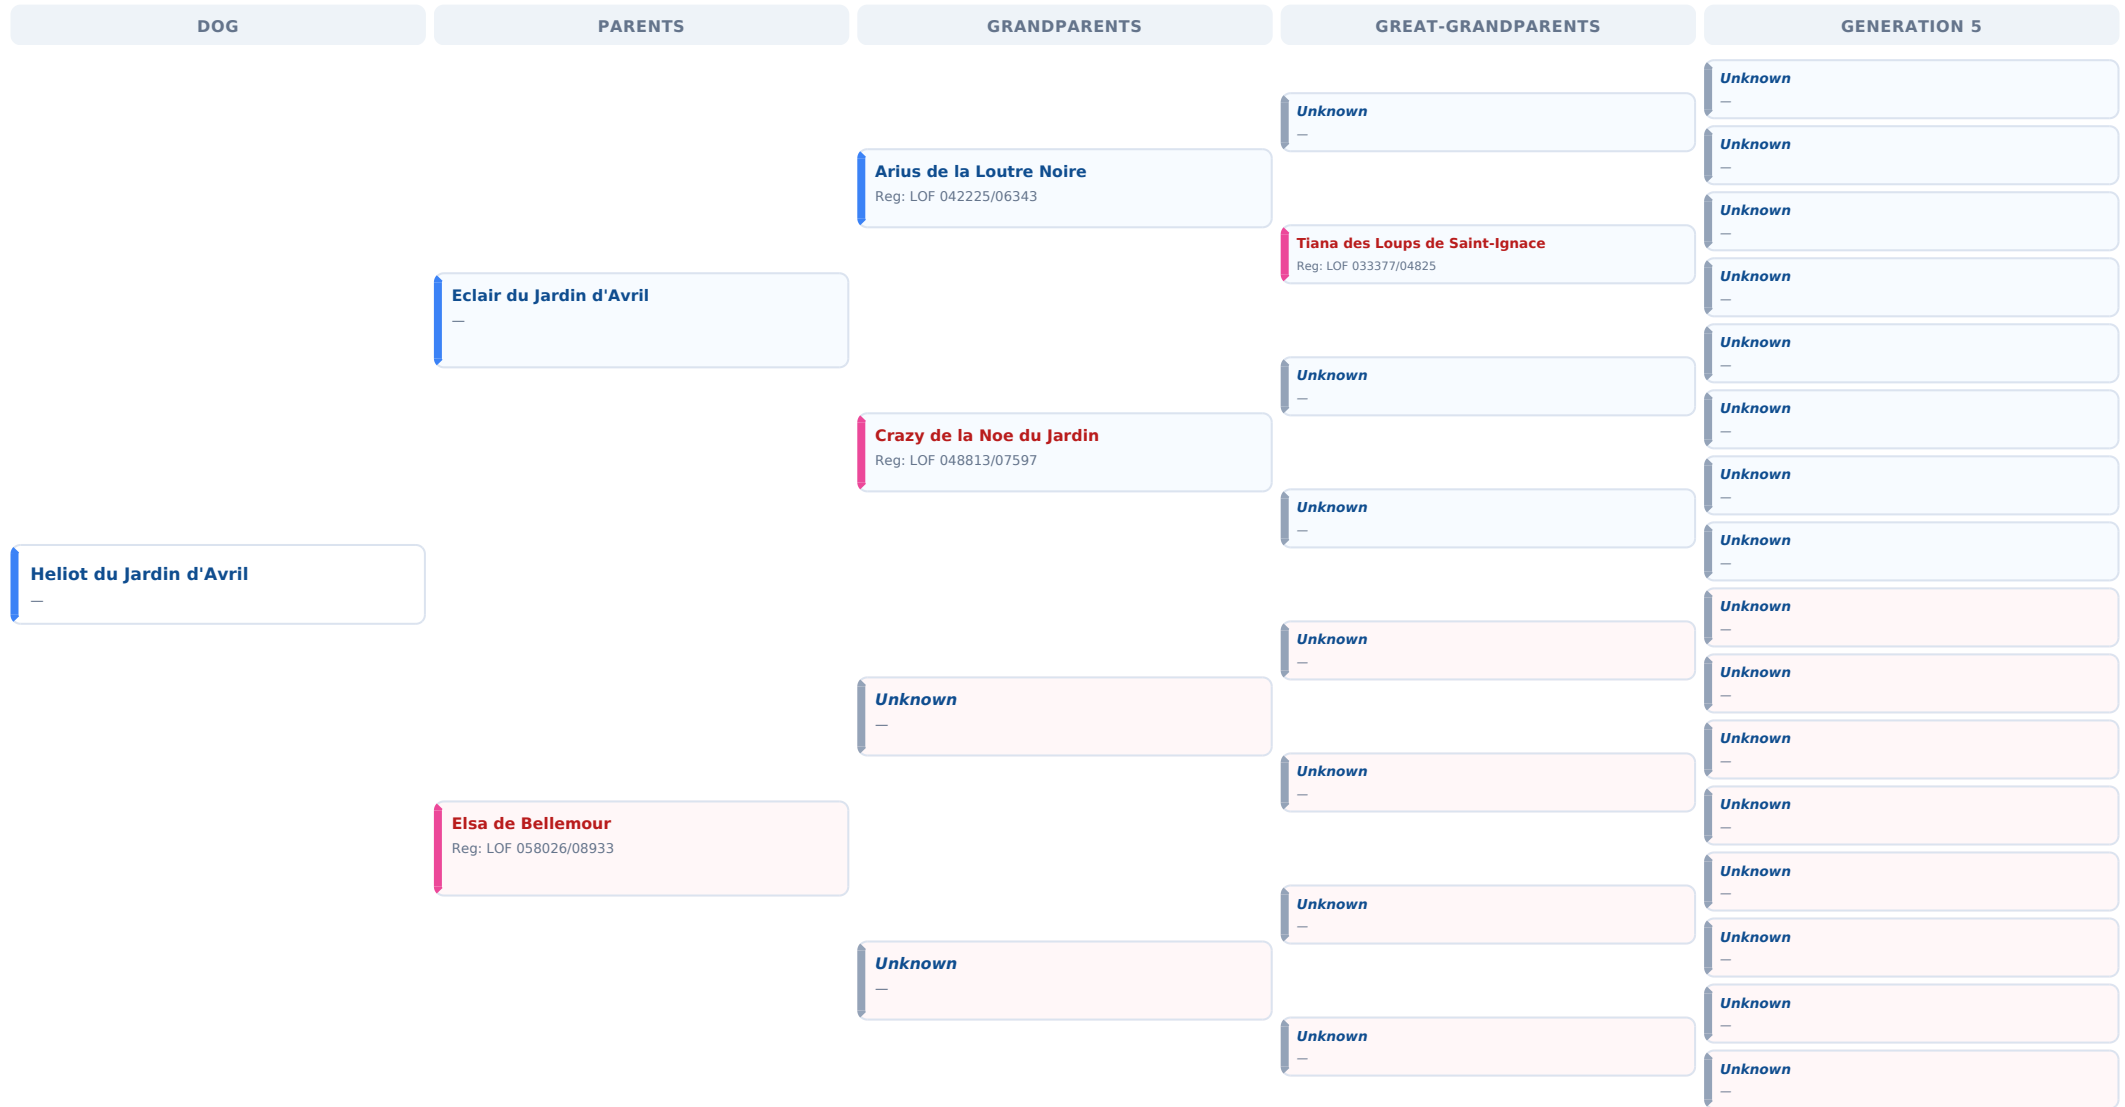 DOG
PARENTS
GRANDPARENTS
GREAT-GRANDPARENTS
GENERATION 5
Heliot du Jardin d'Avril
—
Eclair du Jardin d'Avril
—
Elsa de Bellemour
Reg: LOF 058026/08933
Arius de la Loutre Noire
Reg: LOF 042225/06343
Crazy de la Noe du Jardin
Reg: LOF 048813/07597
Unknown
—
Unknown
—
Unknown
—
Tiana des Loups de Saint-Ignace
Reg: LOF 033377/04825
Unknown
—
Unknown
—
Unknown
—
Unknown
—
Unknown
—
Unknown
—
Unknown
—
Unknown
—
Unknown
—
Unknown
—
Unknown
—
Unknown
—
Unknown
—
Unknown
—
Unknown
—
Unknown
—
Unknown
—
Unknown
—
Unknown
—
Unknown
—
Unknown
—
Unknown
—